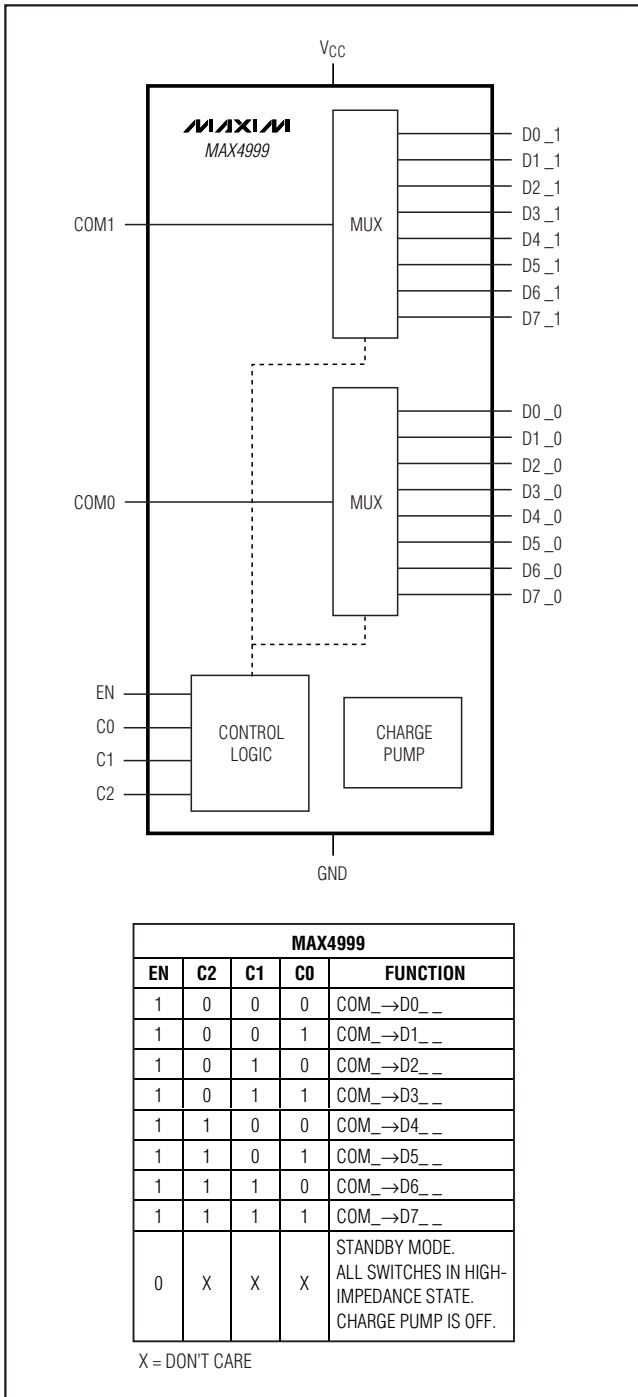 VCC
MAXIM
MAX4999
COM1
MUX
D0_1
D1_1
D2_1
D3_1
D4_1
D5_1
D6_1
D7_1
COM0
MUX
D0_0
D1_0
D2_0
D3_0
D4_0
D5_0
D6_0
D7_0
EN
C0
C1
C2
CONTROL
LOGIC
CHARGE
PUMP
GND
MAX4999
EN C2 C1 C0 FUNCTION
1 0 0 0 COM_→D0_ _
1 0 0 1 COM_→D1_ _
1 0 1 0 COM_→D2_ _
1 0 1 1 COM_→D3_ _
1 1 0 0 COM_→D4_ _
1 1 0 1 COM_→D5_ _
1 1 1 0 COM_→D6_ _
1 1 1 1 COM_→D7_ _
0 X X X STANDBY MODE.
ALL SWITCHES IN HIGH-
IMPEDANCE STATE.
CHARGE PUMP IS OFF.
X = DON'T CARE